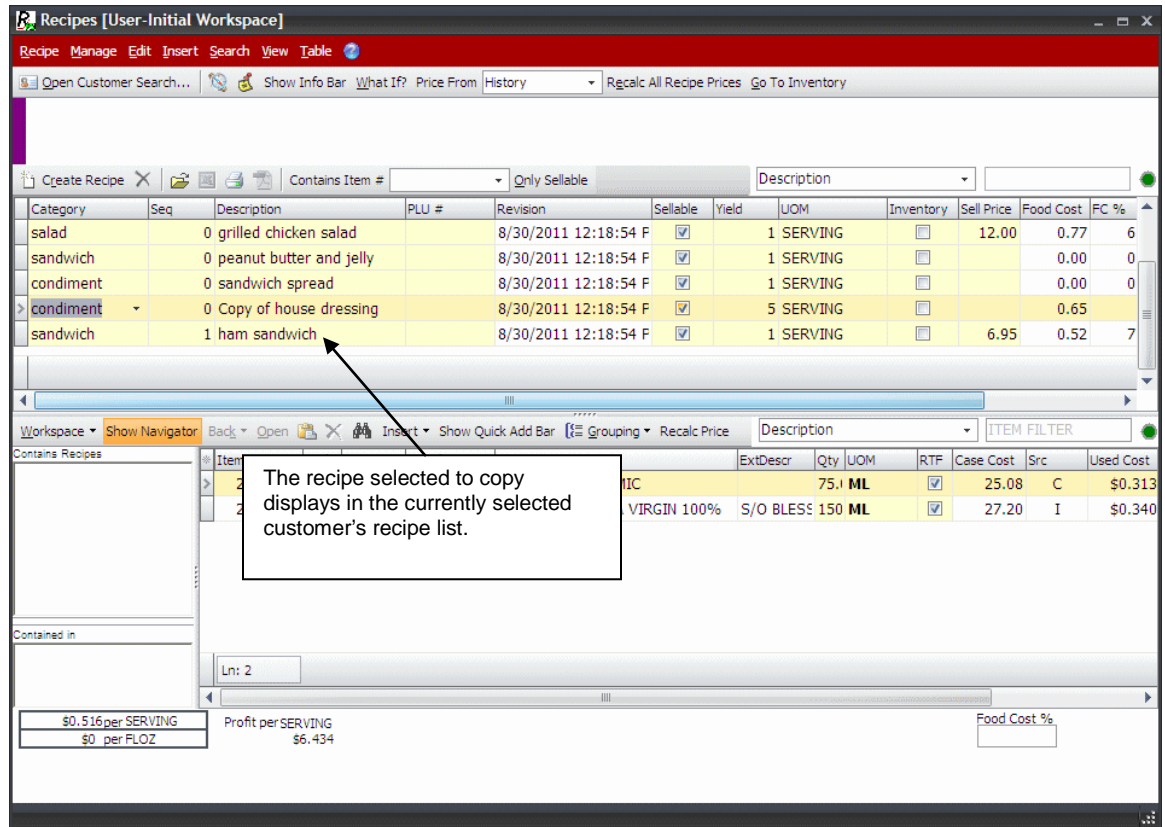 Recipes [User-Initial Workspace]
Recipe Manage Edit Insert Search View Table
Open Customer Search... Show Info Bar What If? Price From History Recalc All Recipe Prices Go To Inventory
Create Recipe Contains Item # Only Sellable Description
Category Seq Description PLU # Revision Sellable Yield UOM Inventory Sell Price Food Cost FC %
salad 0 grilled chicken salad 8/30/2011 12:18:54 P 1 SERVING 12.00 0.77 6
sandwich 0 peanut butter and jelly 8/30/2011 12:18:54 P 1 SERVING 0.00 0
condiment 0 sandwich spread 8/30/2011 12:18:54 P 1 SERVING 0.00 0
condiment 0 Copy of house dressing 8/30/2011 12:18:54 P 5 SERVING 0.65
sandwich 1 ham sandwich 8/30/2011 12:18:54 P 1 SERVING 6.95 0.52 7
Workspace Show Navigator Back Open Insert Show Quick Add Bar Grouping Recalc Price Description ITEM FILTER
Contains Recipes Item ExtDescr Qty UOM RTF Case Cost Src Used Cost
2 MIC 75. ML 25.08 C $0.313
2 VIRGIN 100% S/O BLESS 150 ML 27.20 I $0.340
The recipe selected to copy
displays in the currently selected
customer's recipe list.
Contained in
Ln: 2
$0.516 per SERVING Profit per SERVING Food Cost %
$0 per FLOZ $6.434